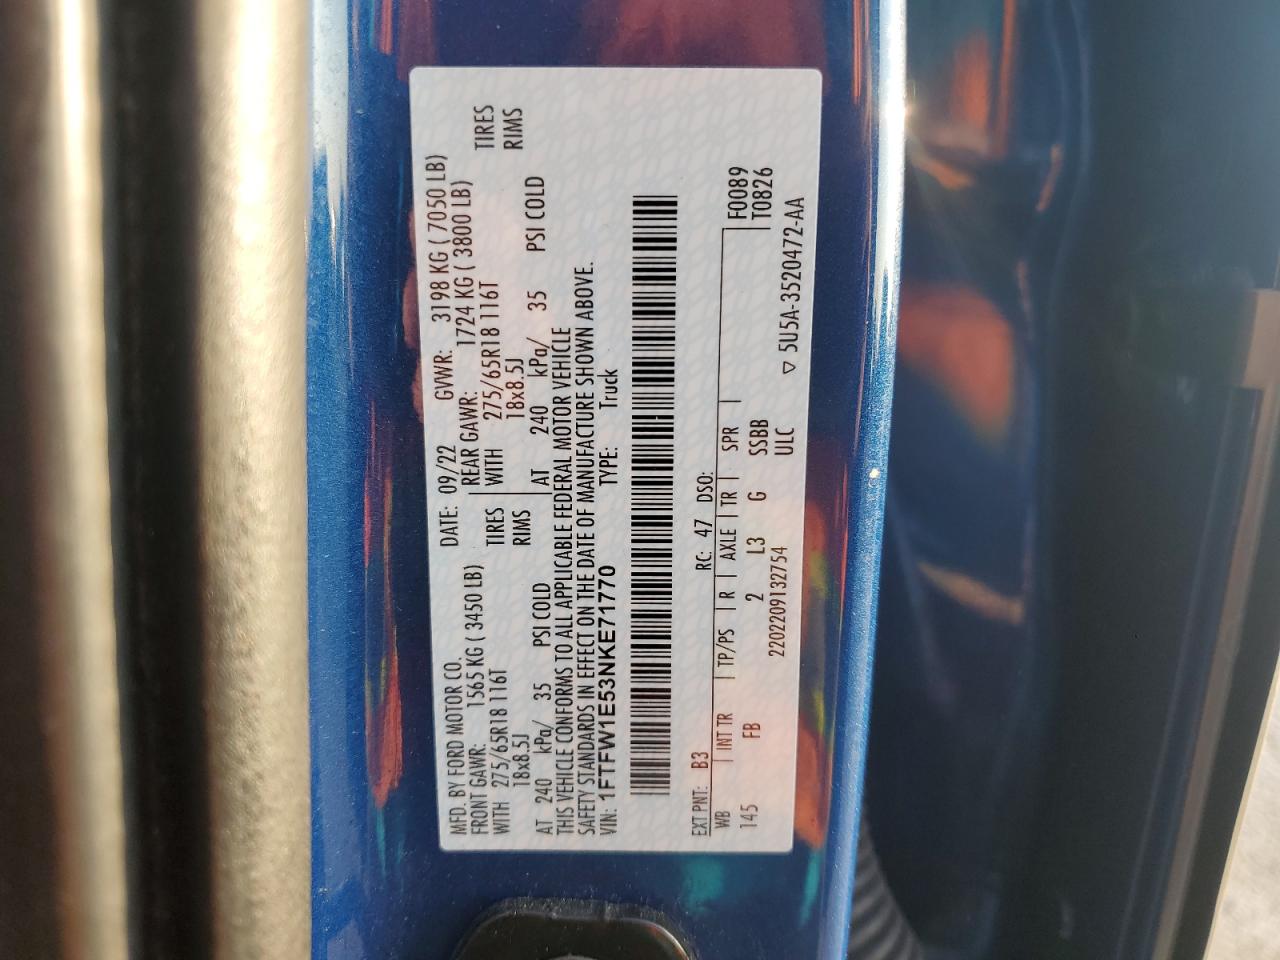 MFD. BY FORD MOTOR CO. DATE: 09/22 GVWR: 3198 KG ( 7050 LB)
FRONT GAWR: 1565 KG ( 3450 LB) REAR GAWR: 1724 KG ( 3800 LB)
WITH 275/65R18 116T TIRES WITH 275/65R18 116T TIRES
18x8.5J RIMS 18x8.5J RIMS
AT 240 kPa/ 35 PSI COLD AT 240 kPa/ 35 PSI COLD
THIS VEHICLE CONFORMS TO ALL APPLICABLE FEDERAL MOTOR VEHICLE
SAFETY STANDARDS IN EFFECT ON THE DATE OF MANUFACTURE SHOWN ABOVE.
VIN: 1FTFW1E53NKE71770 TYPE: Truck
EXT PNT: B3 RC: 47 DSO:
WB INT TR TP/PS R AXLE TR SPR F0089
145 FB 2 L3 G SSBB T0826
2202209132754 ULC ▽ 5U5A-3520472-AA